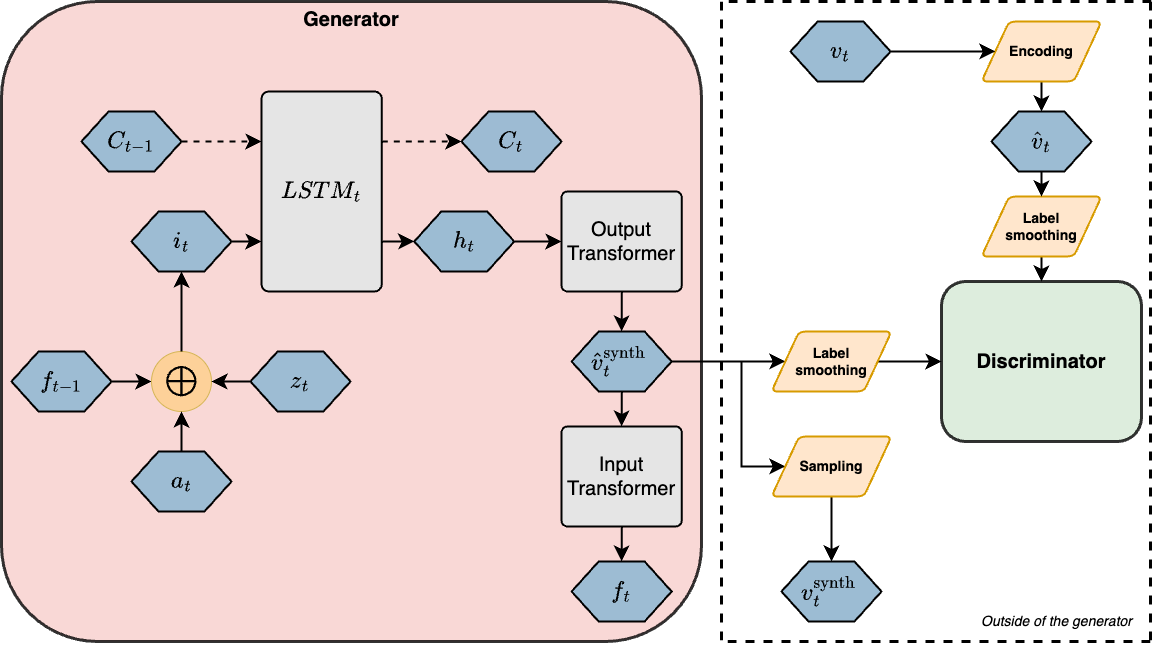 Generator
$C_{t-1}$
$LSTM_t$
$C_t$
$i_t$
$h_t$
Output
Transformer
$f_{t-1}$
$\oplus$
$z_t$
$a_t$
$\hat{v}_t^{\text{synth}}$
Input
Transformer
$f_t$
$v_t$
Encoding
$\hat{v}_t$
Label
smoothing
Label
smoothing
Discriminator
Sampling
$v_t^{\text{synth}}$
Outside of the generator